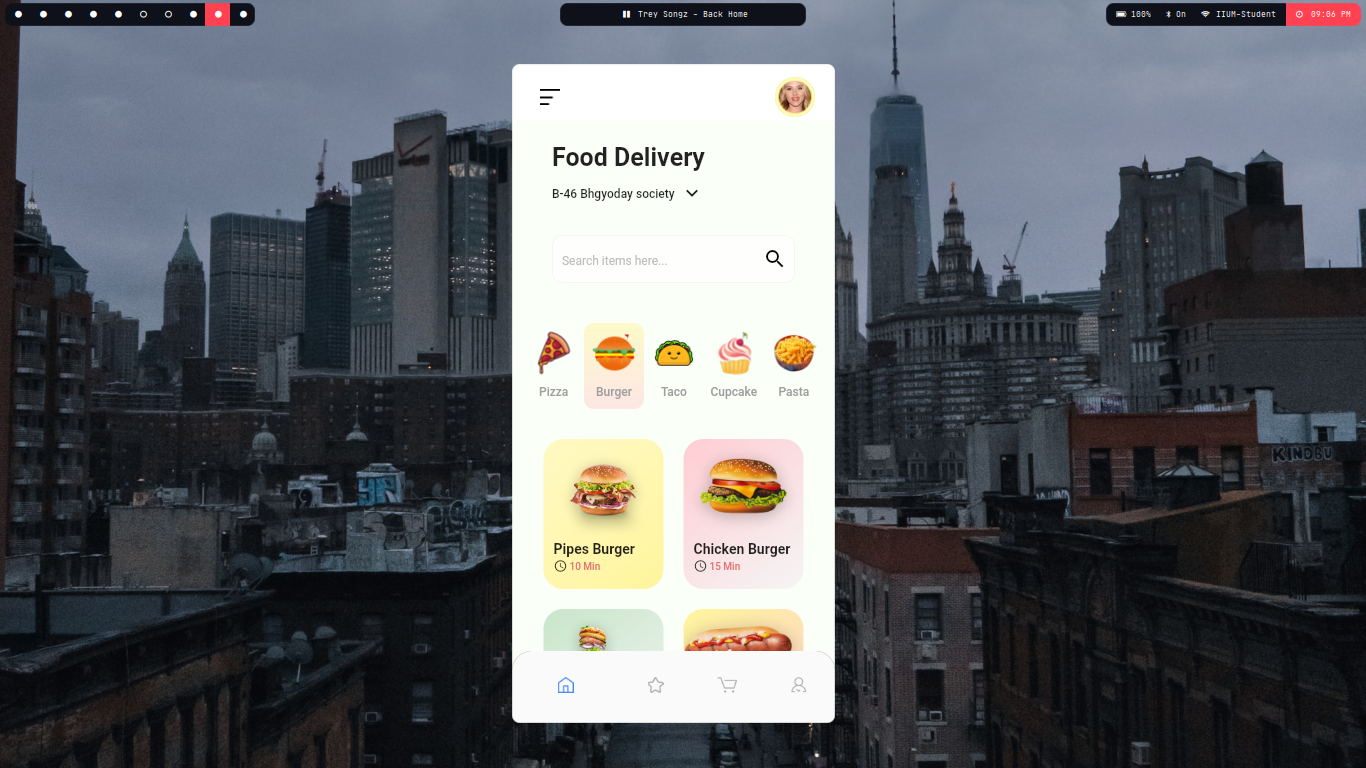 Trey Songz - Back Home
100%
On
IIUM-Student
09:06 PM
Food Delivery
B-46 Bhgyoday society
Search items here...
Pizza
Burger
Taco
Cupcake
Pasta
Pipes Burger
10 Min
Chicken Burger
15 Min
verizon
KINDBU